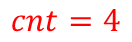 cnt = 4